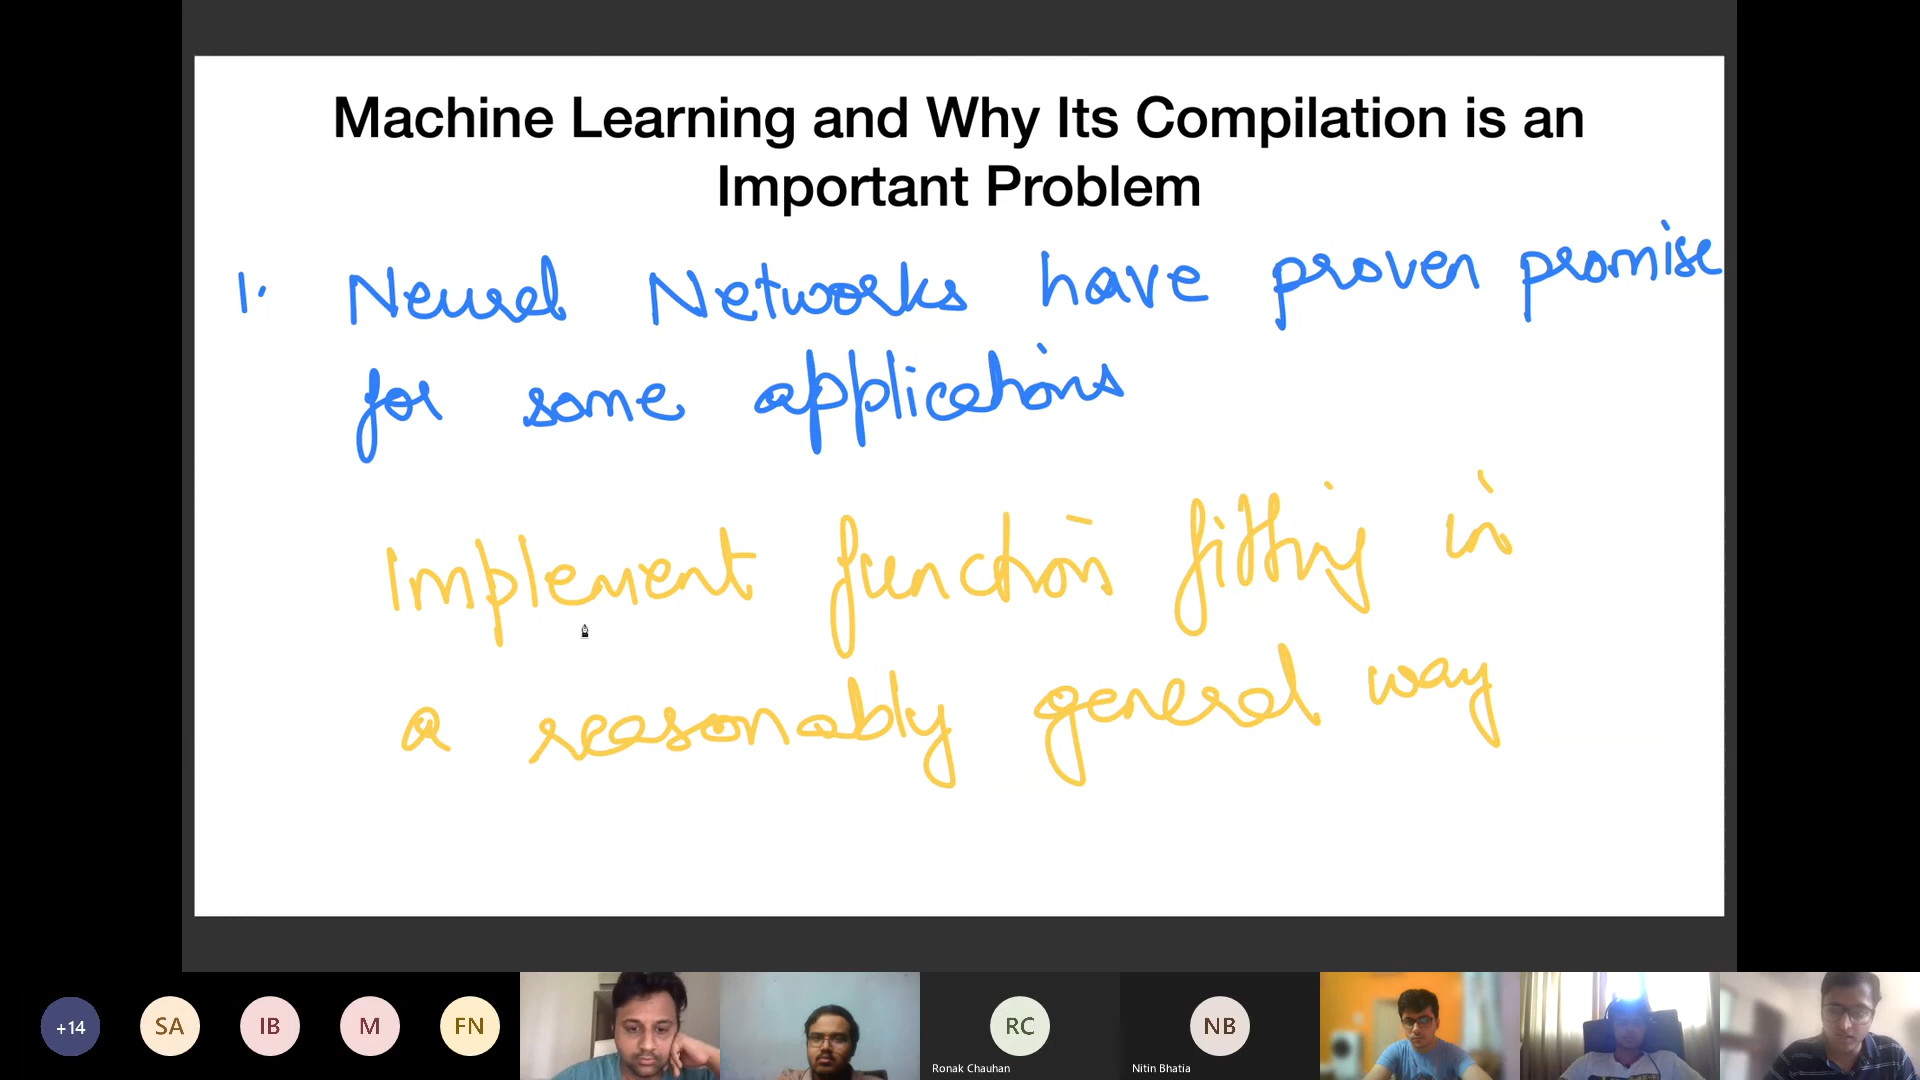 Machine Learning and Why Its Compilation is an
Important Problem
1. Neural Networks have proven promise
for some applications
Implement function fitting in
a reasonably general way
+14 SA IB M FN RC NB
Ronak Chauhan Nitin Bhatia